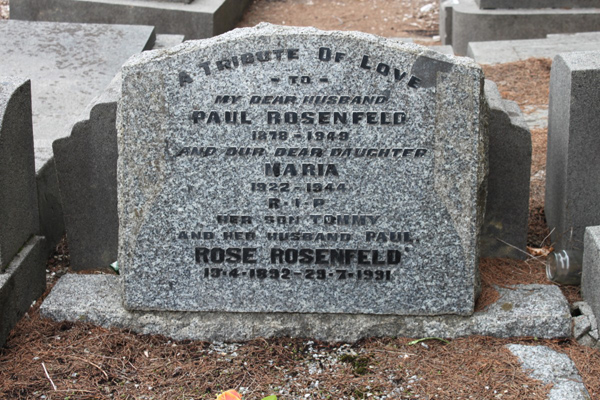 A TRIBUTE OF LOVE
- TO -
MY DEAR HUSBAND
PAUL ROSENFELD
1878 - 1949
AND OUR DEAR DAUGHTER
MARIA
1922 - 1944
R.I.P
HER SON TOMMY
AND HER HUSBAND PAUL,
ROSE ROSENFELD
19-4-1892 - 29-7-1991